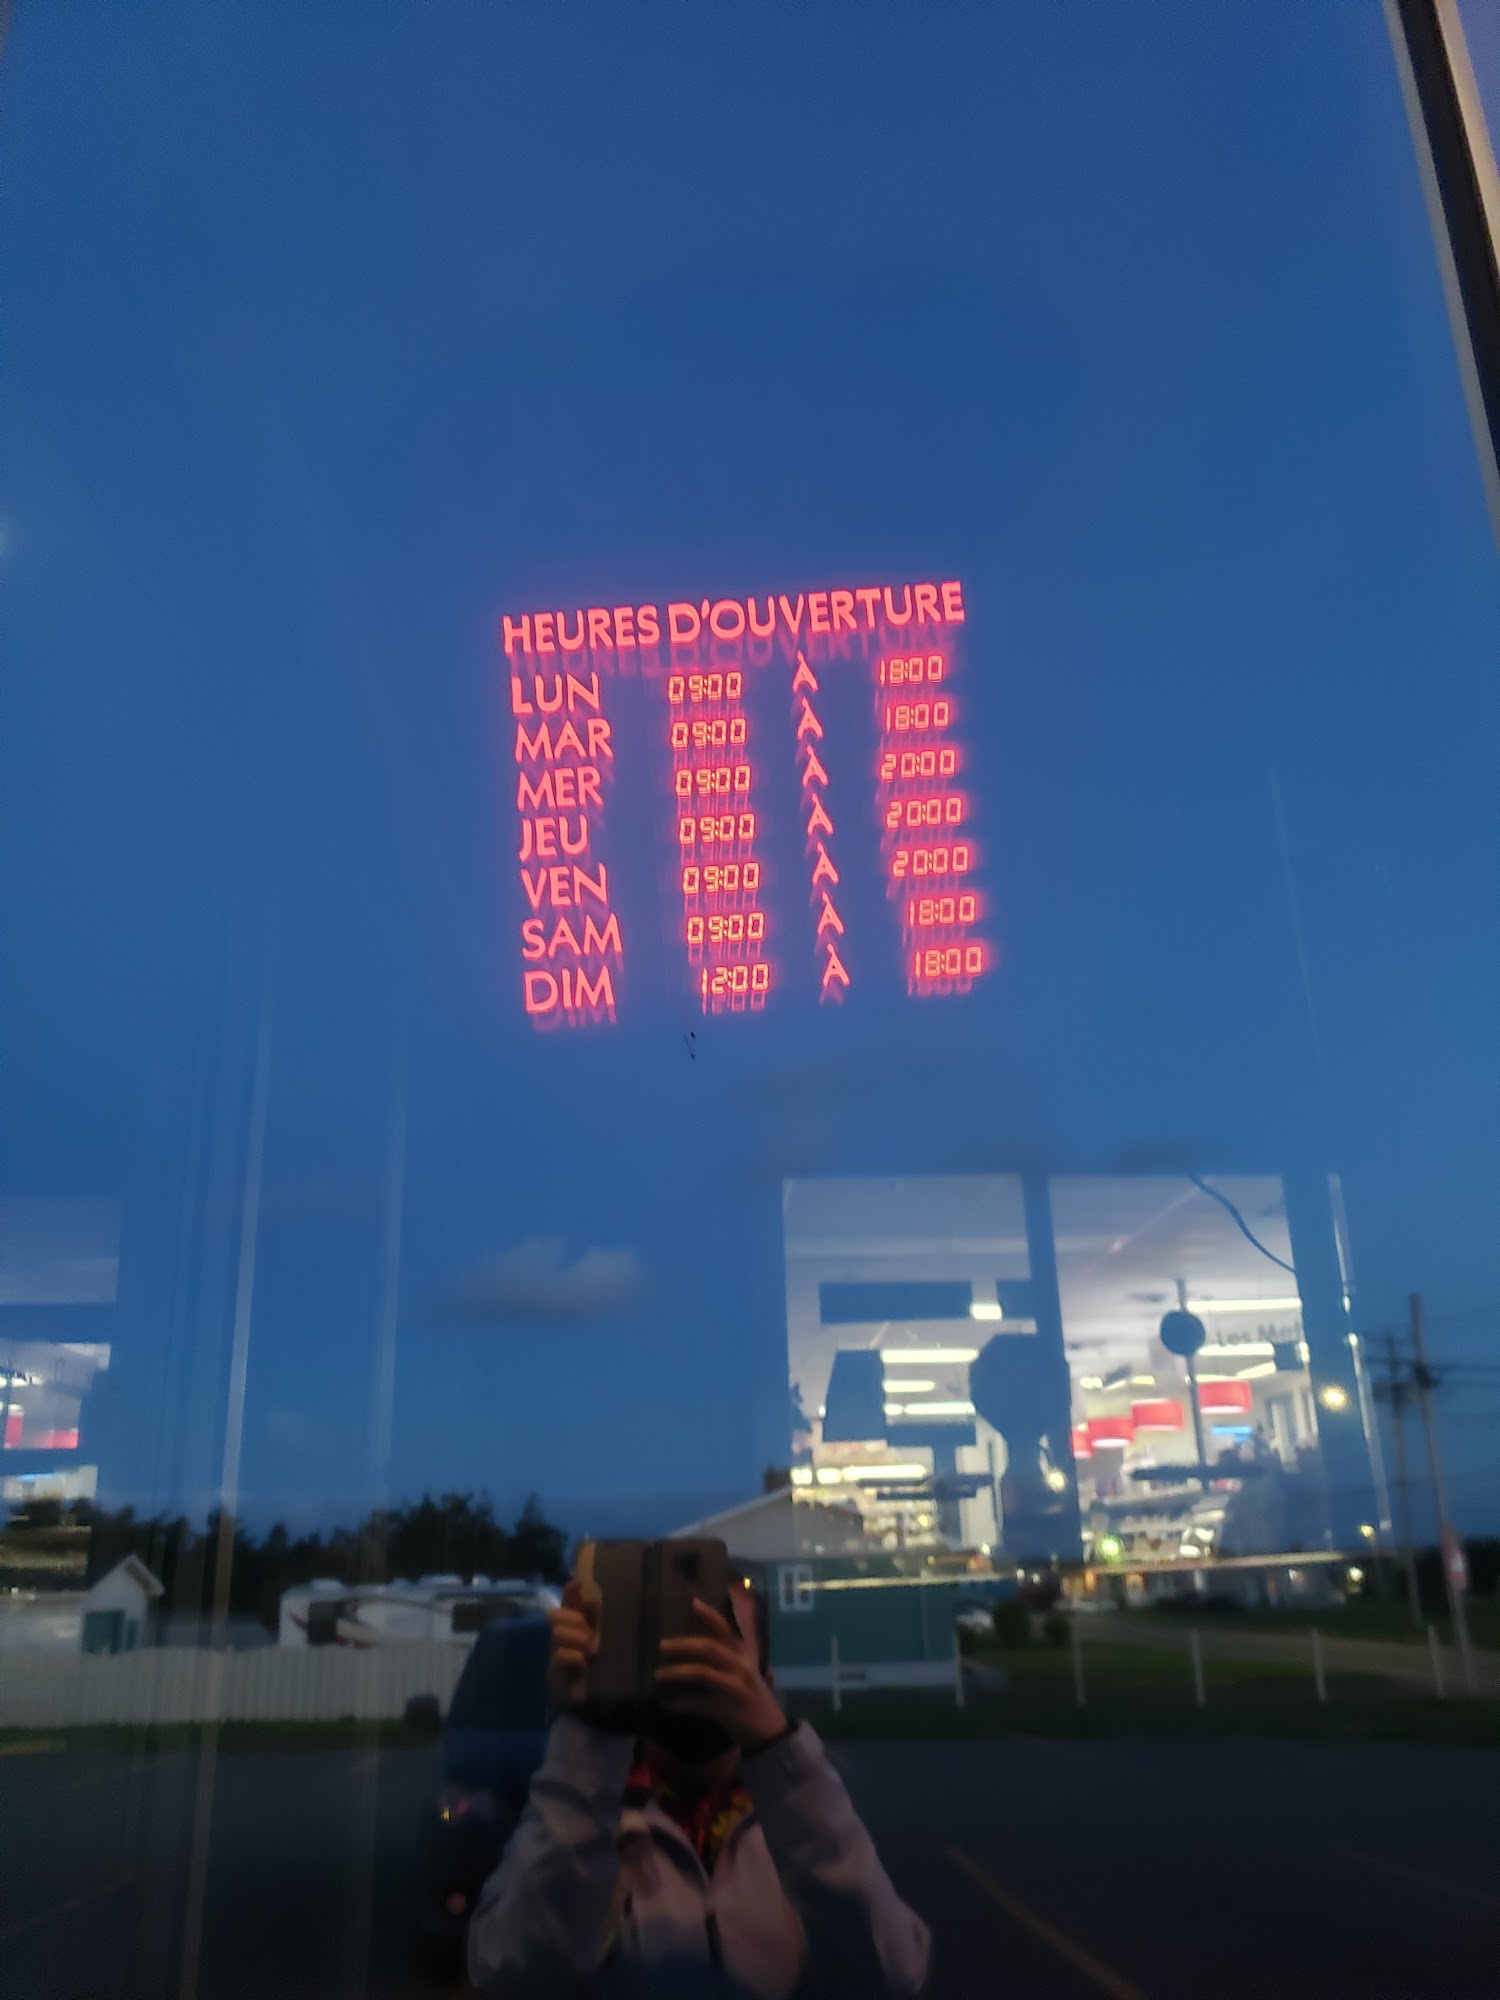 HEURES D'OUVERTURE
LUN 09:00 À 18:00
MAR 09:00 À 18:00
MER 09:00 À 20:00
JEU 09:00 À 20:00
VEN 09:00 À 20:00
SAM 09:00 À 18:00
DIM 12:00 À 18:00
Les